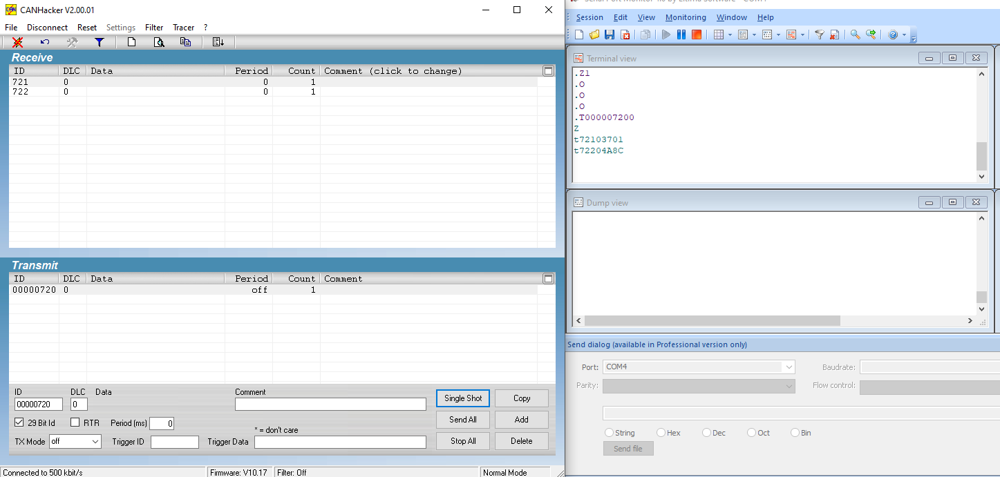 CANHacker V2.00.01
File Disconnect Reset Settings Filter Tracer ?
Receive
ID DLC Data Period Count Comment (click to change)
721 0 0 1
722 0 0 1
Transmit
ID DLC Data Period Count Comment
00000720 0 off 1
ID DLC Data Comment
00000720 0
Single Shot Copy
29 Bit Id RTR Period (ms) 0
Send All Add
* = don't care
TX Mode off Trigger ID Trigger Data
Stop All Delete
Connected to 500 kbit/s Firmware: V10.17 Filter: Off Normal Mode
Session Edit View Monitoring Window Help
Terminal view
.Z1
.O
.O
.O
.T000007200
Z
t72103701
t72204A8C
Dump view
Send dialog (available in Professional version only)
Port: COM4 Baudrate:
Parity: Flow control:
String Hex Dec Oct Bin
Send file